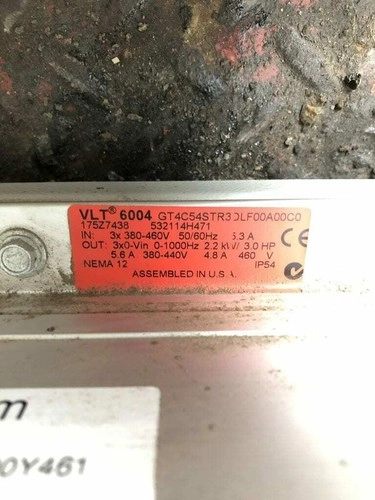 VLT® 6004 GT4C54STR3DLF00A00C0
175Z7438 532114H471
IN: 3x 380-460V 50/60Hz 5.3 A
OUT: 3x0-Vin 0-1000Hz 2.2 kW/ 3.0 HP
5.6 A 380-440V 4.8 A 460 V
NEMA 12 IP54
ASSEMBLED IN U.S.A.
CE
0Y461